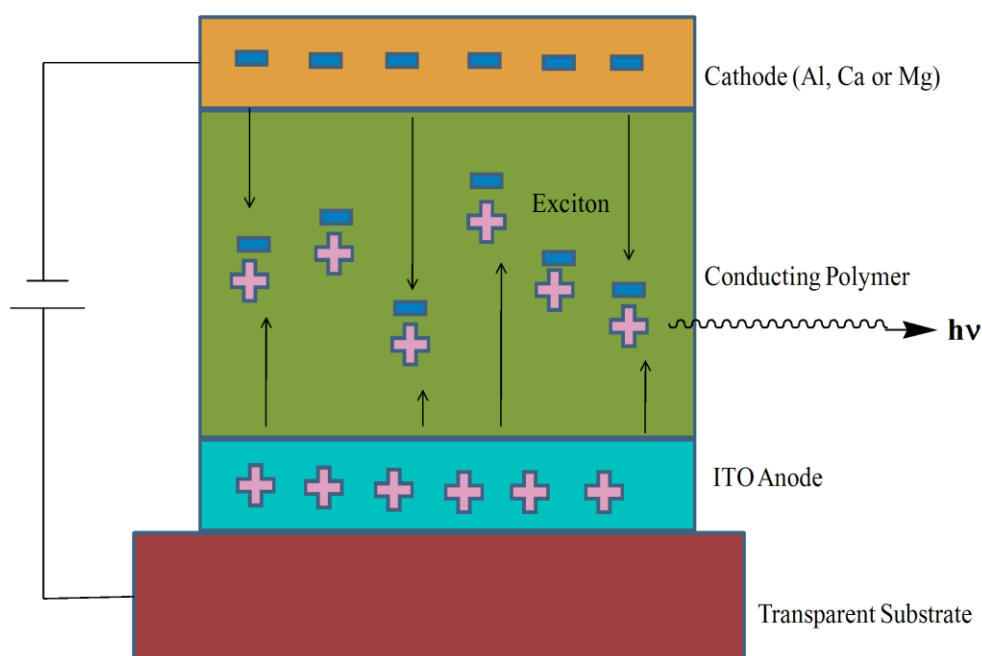 Cathode (Al, Ca or Mg)
Exciton
Conducting Polymer
hν
ITO Anode
Transparent Substrate